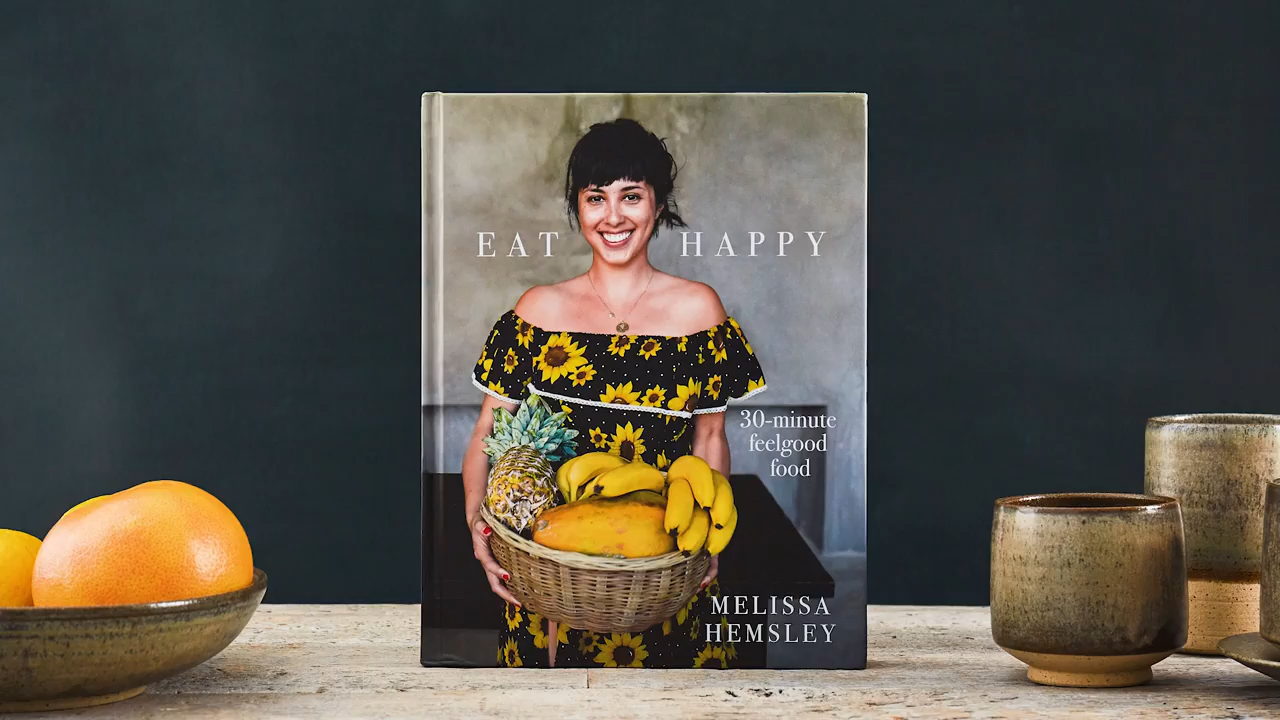 EAT HAPPY
30-minute
feelgood
food
MELISSA
HEMSLEY